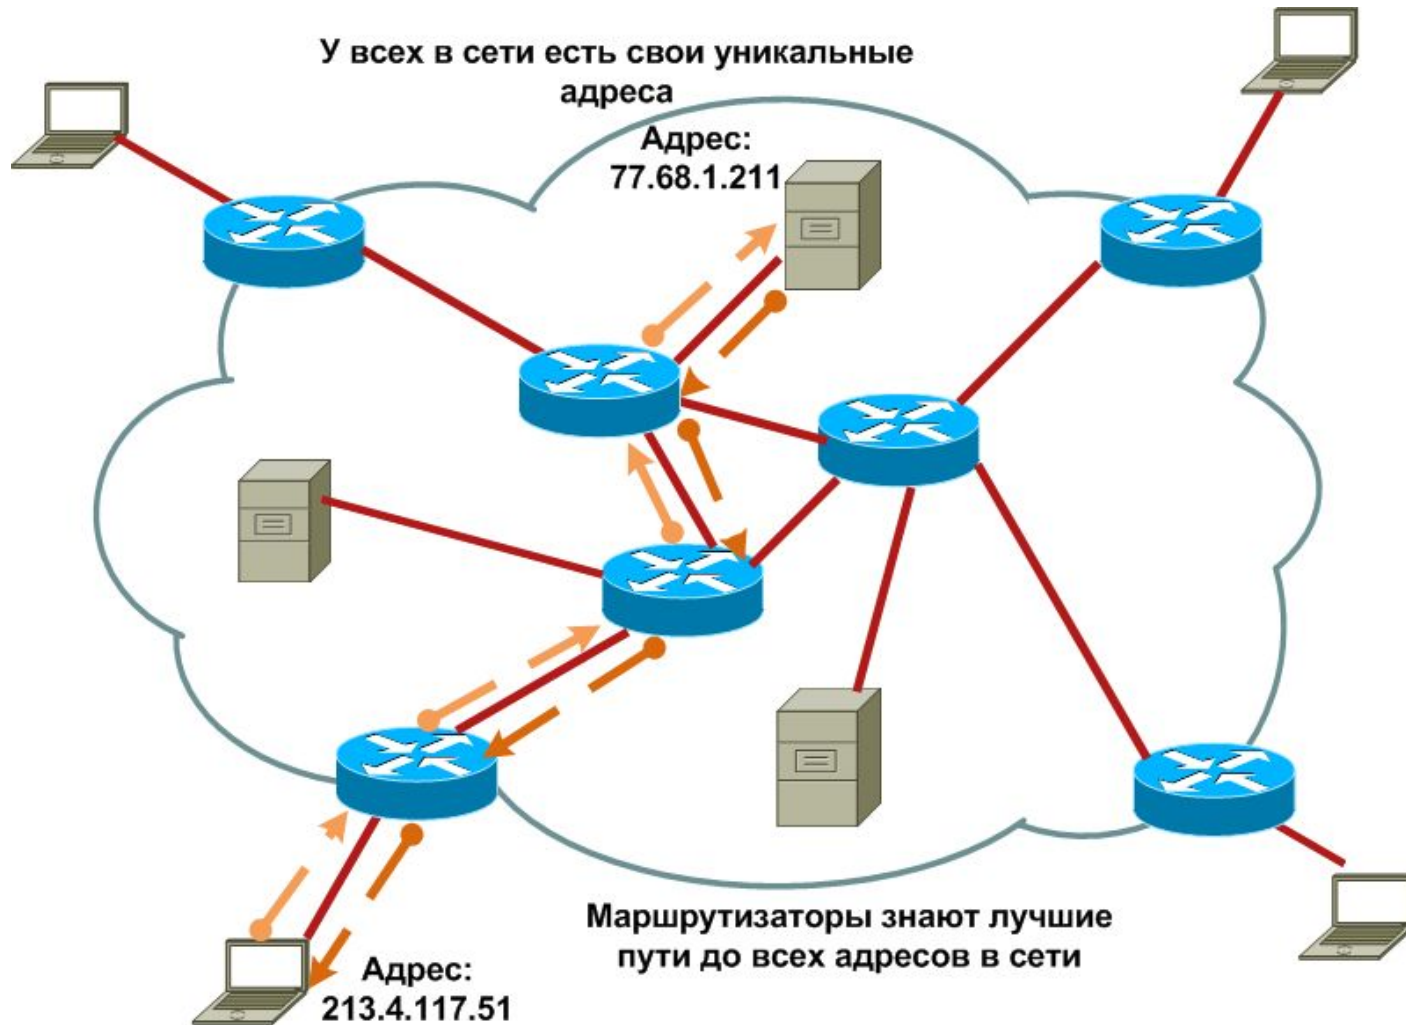 У всех в сети есть свои уникальные
адреса
Адрес:
77.68.1.211
Маршрутизаторы знают лучшие
пути до всех адресов в сети
Адрес:
213.4.117.51